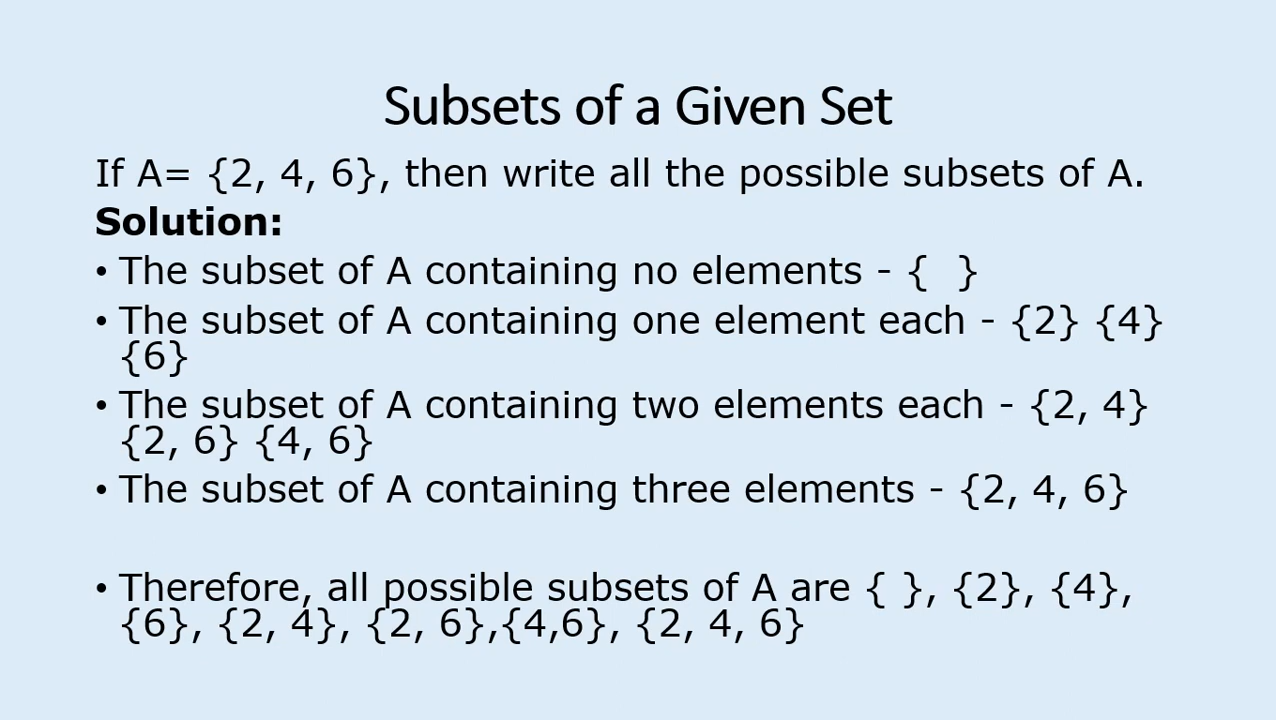 Subsets of a Given Set
If A= {2, 4, 6}, then write all the possible subsets of A.
Solution:
• The subset of A containing no elements - {  }
• The subset of A containing one element each - {2} {4}
{6}
• The subset of A containing two elements each - {2, 4}
{2, 6} {4, 6}
• The subset of A containing three elements - {2, 4, 6}
• Therefore, all possible subsets of A are { }, {2}, {4},
{6}, {2, 4}, {2, 6},{4,6}, {2, 4, 6}